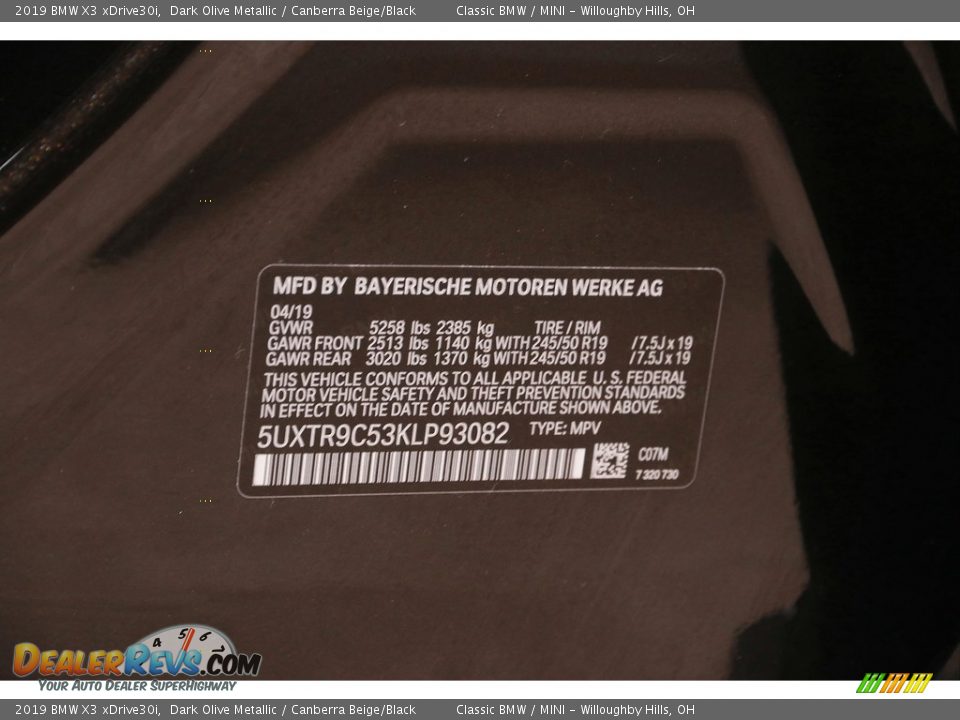 2019 BMW X3 xDrive30i, Dark Olive Metallic / Canberra Beige/Black Classic BMW / MINI - Willoughby Hills, OH
MFD BY BAYERISCHE MOTOREN WERKE AG
04/19
GVWR 5258 lbs 2385 kg TIRE / RIM
GAWR FRONT 2513 lbs 1140 kg WITH 245/50 R19 /7.5J x 19
GAWR REAR 3020 lbs 1370 kg WITH 245/50 R19 /7.5J x 19
THIS VEHICLE CONFORMS TO ALL APPLICABLE U. S. FEDERAL
MOTOR VEHICLE SAFETY AND THEFT PREVENTION STANDARDS
IN EFFECT ON THE DATE OF MANUFACTURE SHOWN ABOVE.
5UXTR9C53KLP93082 TYPE: MPV
C07M
7 320 730
4 5 6 7
DEALERREVS.COM
YOUR AUTO DEALER SUPERHIGHWAY
2019 BMW X3 xDrive30i, Dark Olive Metallic / Canberra Beige/Black Classic BMW / MINI - Willoughby Hills, OH